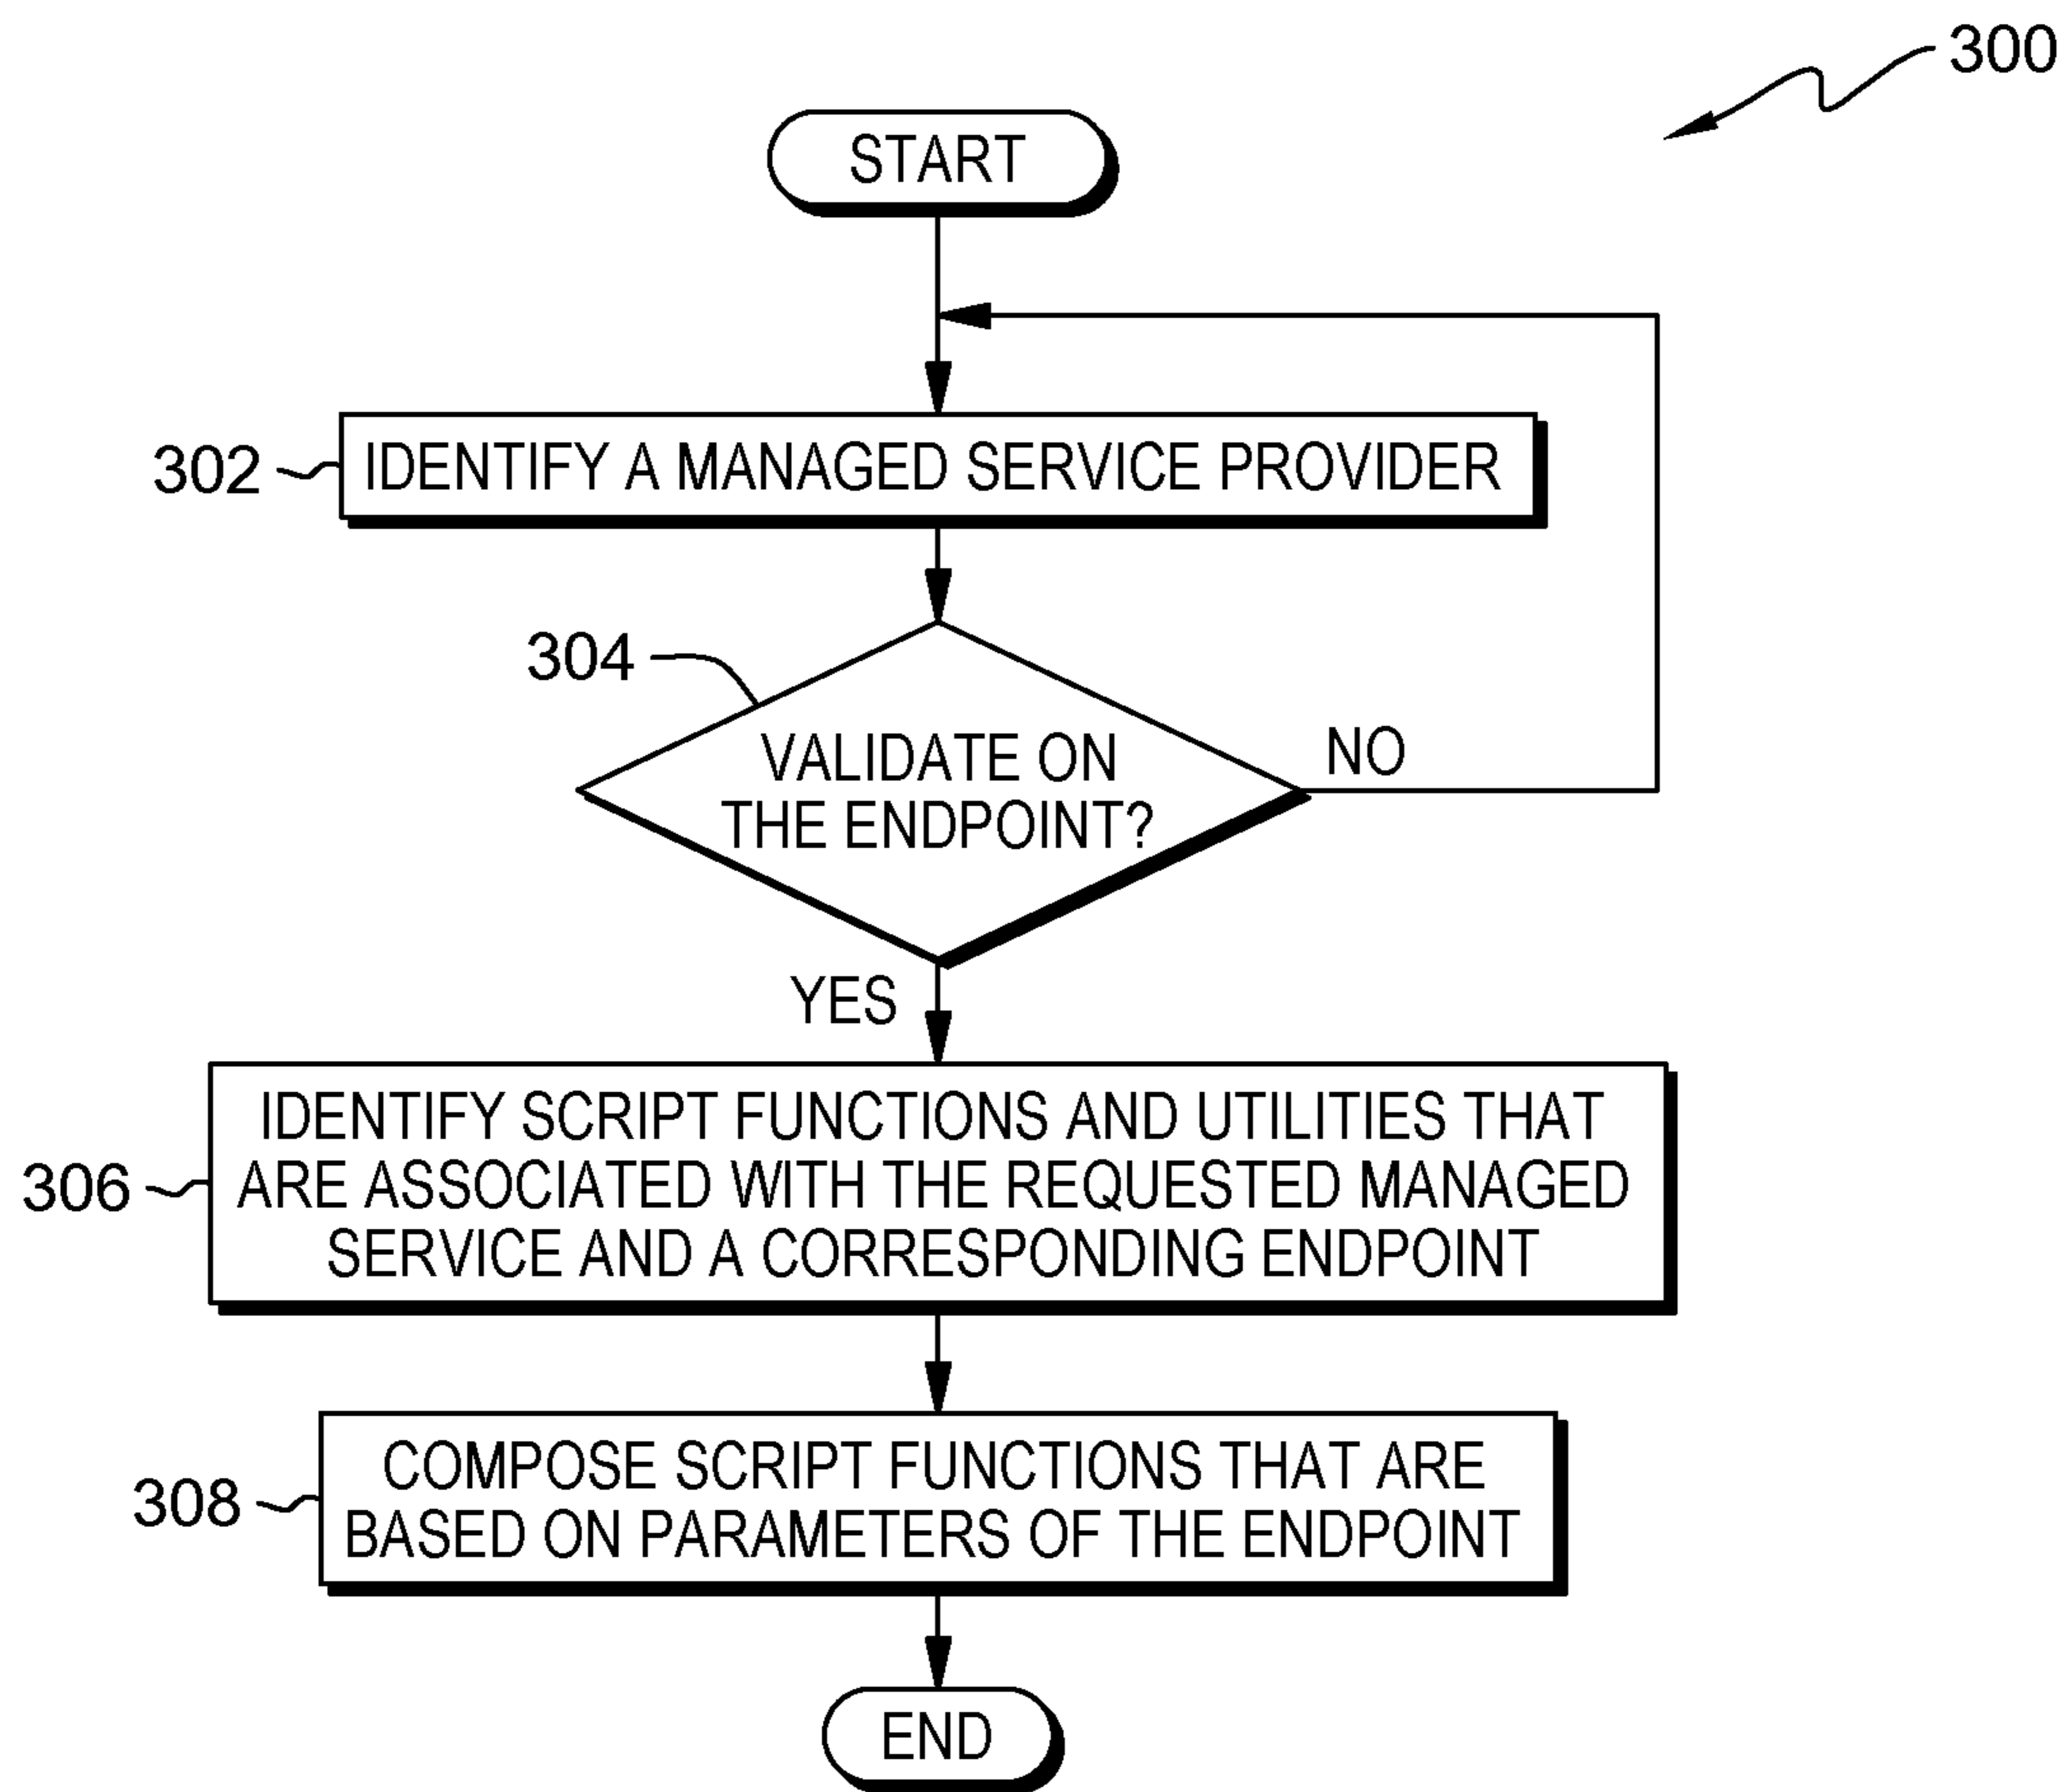 300
START
302
IDENTIFY A MANAGED SERVICE PROVIDER
304
VALIDATE ON
THE ENDPOINT?
NO
YES
306
IDENTIFY SCRIPT FUNCTIONS AND UTILITIES THAT
ARE ASSOCIATED WITH THE REQUESTED MANAGED
SERVICE AND A CORRESPONDING ENDPOINT
308
COMPOSE SCRIPT FUNCTIONS THAT ARE
BASED ON PARAMETERS OF THE ENDPOINT
END